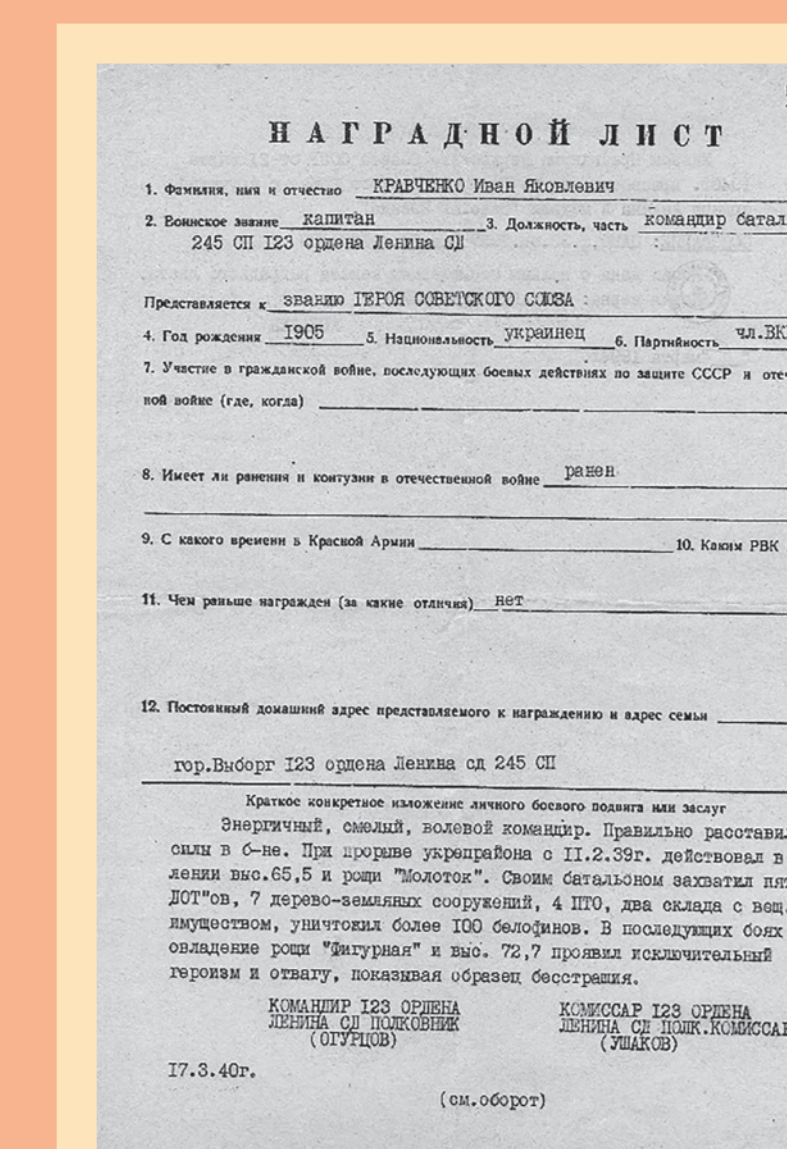 НАГРАДНОЙ ЛИСТ
1. Фамилия, имя и отчество КРАВЧЕНКО Иван Яковлевич
2. Воинское звание капитан 3. Должность, часть командир батал
245 СП I23 ордена Ленина СД
Представляется к званию ГЕРОЯ СОВЕТСКОГО СОЮЗА
4. Год рождения I905 5. Национальность украинец 6. Партийность чл.ВК
7. Участие в гражданской войне, последующих боевых действиях по защите СССР и отеч
ной войне (где, когда)
8. Имеет ли ранения и контузии в отечественной войне ранен
9. С какого времени в Красной Армии 10. Каким РВК
11. Чем раньше награжден (за какие отличия) нет
12. Постоянный домашний адрес представляемого к награждению и адрес семьи
гор.Выборг I23 ордена Ленина сд 245 СП
Краткое конкретное изложение личного боевого подвига или заслуг
Энергичный, смелый, волевой командир. Правильно расставил
силы в б-не. При прорыве укрепрайона с II.2.39г. действовал в
лении выс.65,5 и рощи "Молоток". Своим батальоном захватил пят
ДОТ"ов, 7 дерево-земляных сооружений, 4 ПТО, два склада с вещ.
имуществом, уничтожил более I00 белофинов. В последующих боях
овладение рощи "Фигурная" и выс. 72,7 проявил исключительный
героизм и отвагу, показывая образец бесстрашия.
КОМАНДИР I23 ОРДЕНА КОМИССАР I23 ОРДЕНА
ЛЕНИНА СД ПОЛКОВНИК ЛЕНИНА СД ПОЛК.КОМИССАР
(ОГУРЦОВ) (УШАКОВ)
I7.3.40г.
(см.оборот)